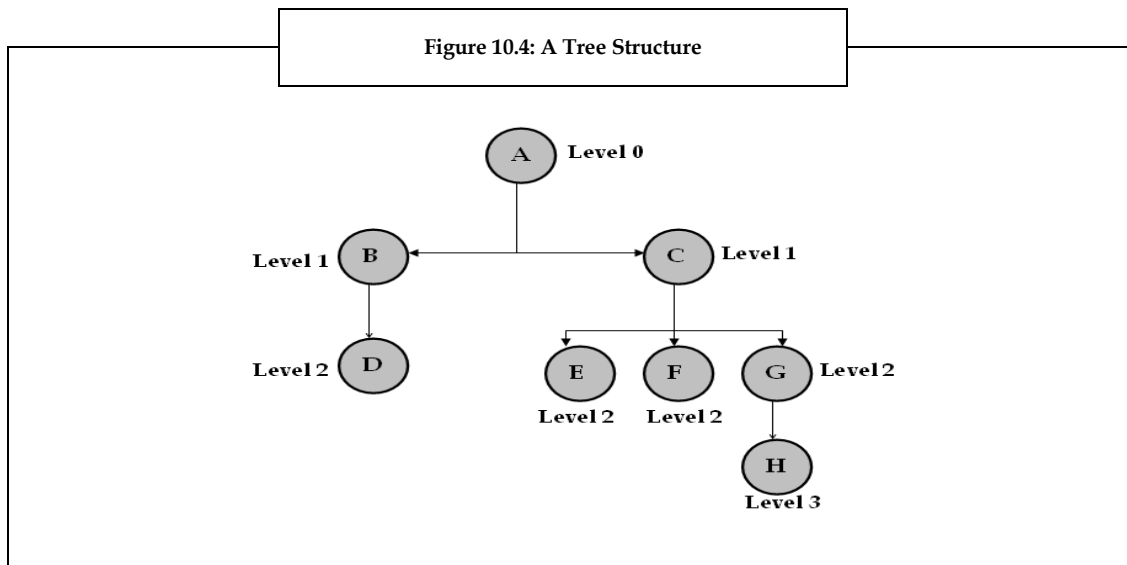 Figure 10.4: A Tree Structure
A Level 0
Level 1 B C Level 1
Level 2 D E F G Level 2
Level 2 Level 2
H
Level 3